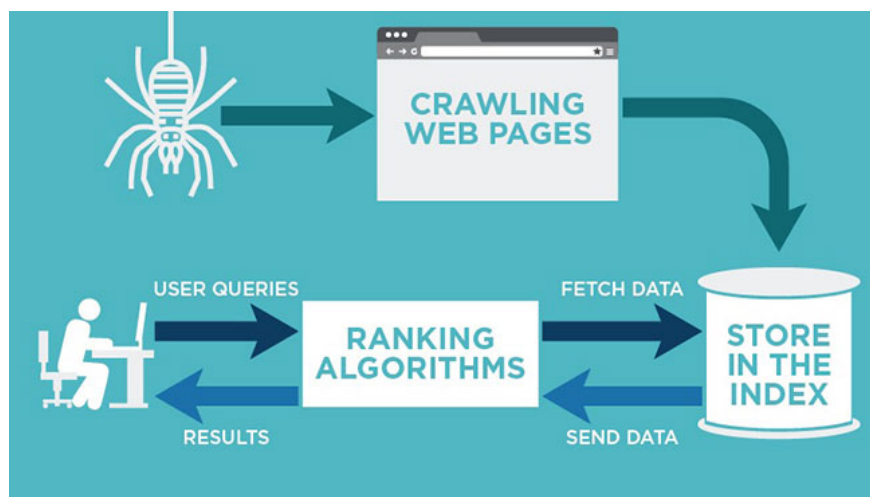 CRAWLING
WEB PAGES
USER QUERIES
FETCH DATA
RANKING
ALGORITHMS
STORE
IN THE
INDEX
RESULTS
SEND DATA